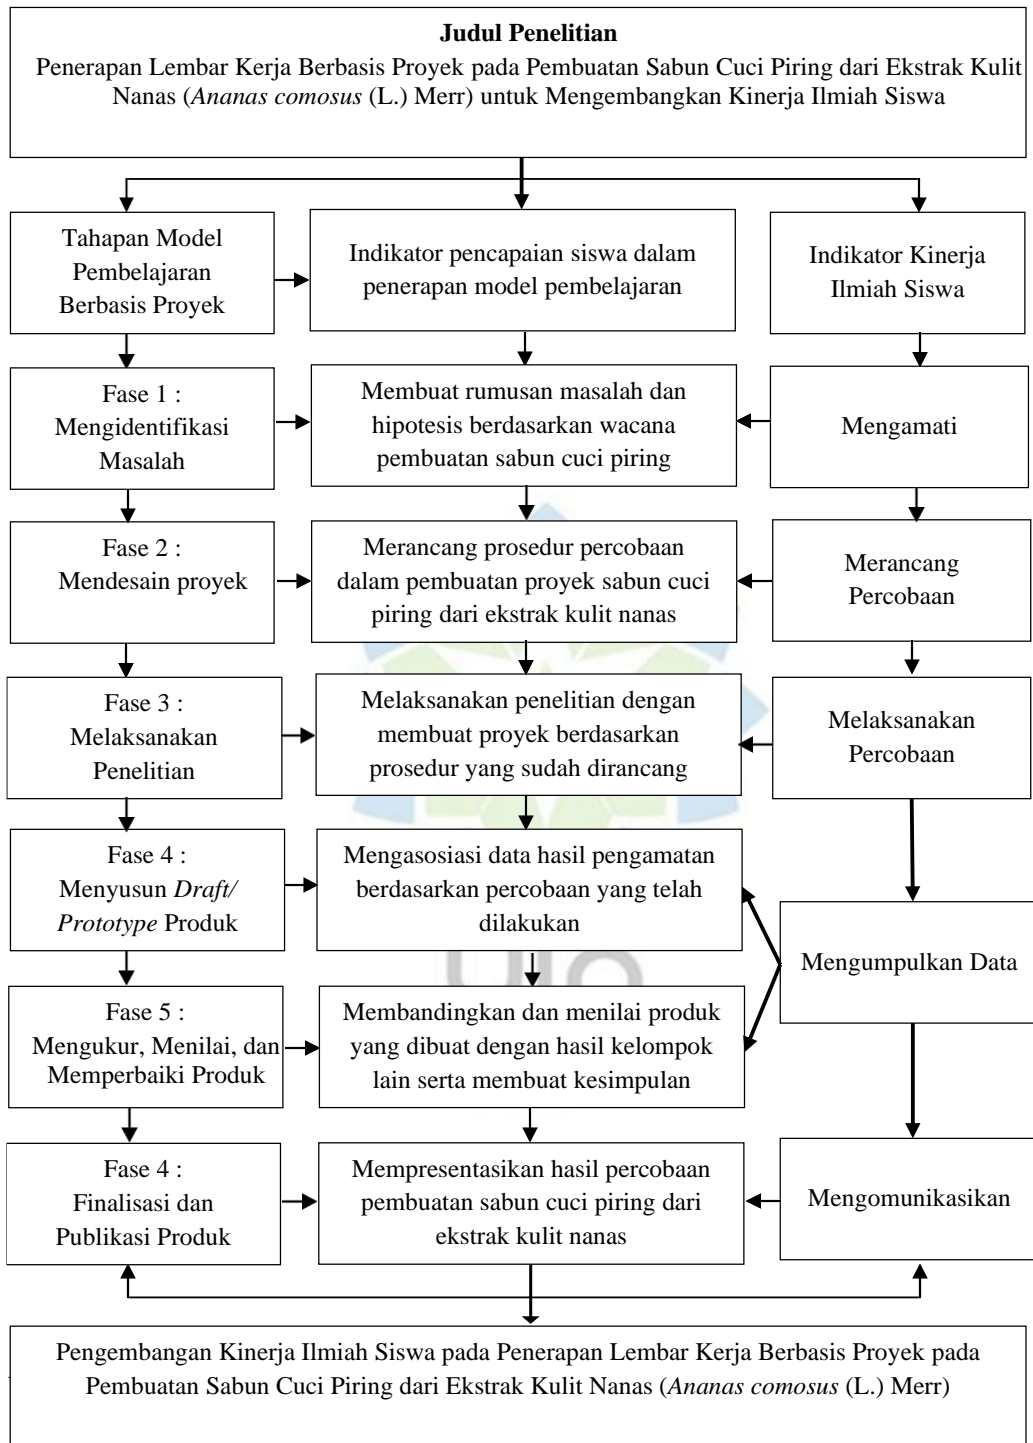 Judul Penelitian
Penerapan Lembar Kerja Berbasis Proyek pada Pembuatan Sabun Cuci Piring dari Ekstrak Kulit
Nanas (Ananas comosus (L.) Merr) untuk Mengembangkan Kinerja Ilmiah Siswa
Tahapan Model
Pembelajaran
Berbasis Proyek
Indikator pencapaian siswa dalam
penerapan model pembelajaran
Indikator Kinerja
Ilmiah Siswa
Fase 1 :
Mengidentifikasi
Masalah
Membuat rumusan masalah dan
hipotesis berdasarkan wacana
pembuatan sabun cuci piring
Mengamati
Fase 2 :
Mendesain proyek
Merancang prosedur percobaan
dalam pembuatan proyek sabun cuci
piring dari ekstrak kulit nanas
Merancang
Percobaan
Fase 3 :
Melaksanakan
Penelitian
Melaksanakan penelitian dengan
membuat proyek berdasarkan
prosedur yang sudah dirancang
Melaksanakan
Percobaan
Fase 4 :
Menyusun Draft/
Prototype Produk
Mengasosiasi data hasil pengamatan
berdasarkan percobaan yang telah
dilakukan
Mengumpulkan Data
Fase 5 :
Mengukur, Menilai, dan
Memperbaiki Produk
Membandingkan dan menilai produk
yang dibuat dengan hasil kelompok
lain serta membuat kesimpulan
Fase 4 :
Finalisasi dan
Publikasi Produk
Mempresentasikan hasil percobaan
pembuatan sabun cuci piring dari
ekstrak kulit nanas
Mengomunikasikan
Pengembangan Kinerja Ilmiah Siswa pada Penerapan Lembar Kerja Berbasis Proyek pada
Pembuatan Sabun Cuci Piring dari Ekstrak Kulit Nanas (Ananas comosus (L.) Merr)